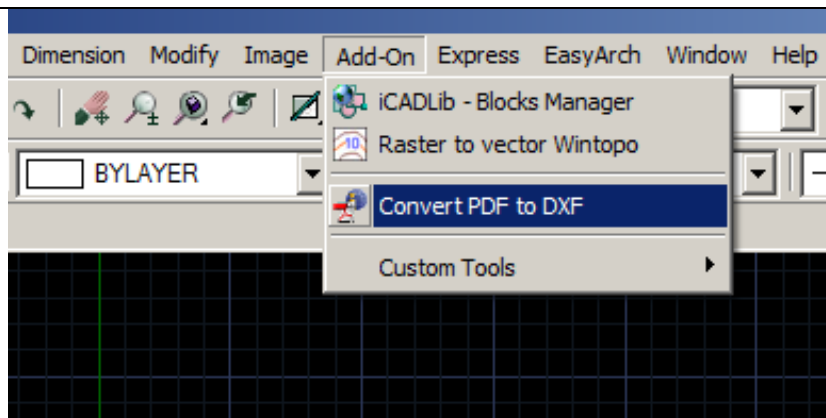 Dimension Modify Image Add-On Express EasyArch Window Help
iCADLib - Blocks Manager
Raster to vector Wintopo
BYLAYER
Convert PDF to DXF
Custom Tools